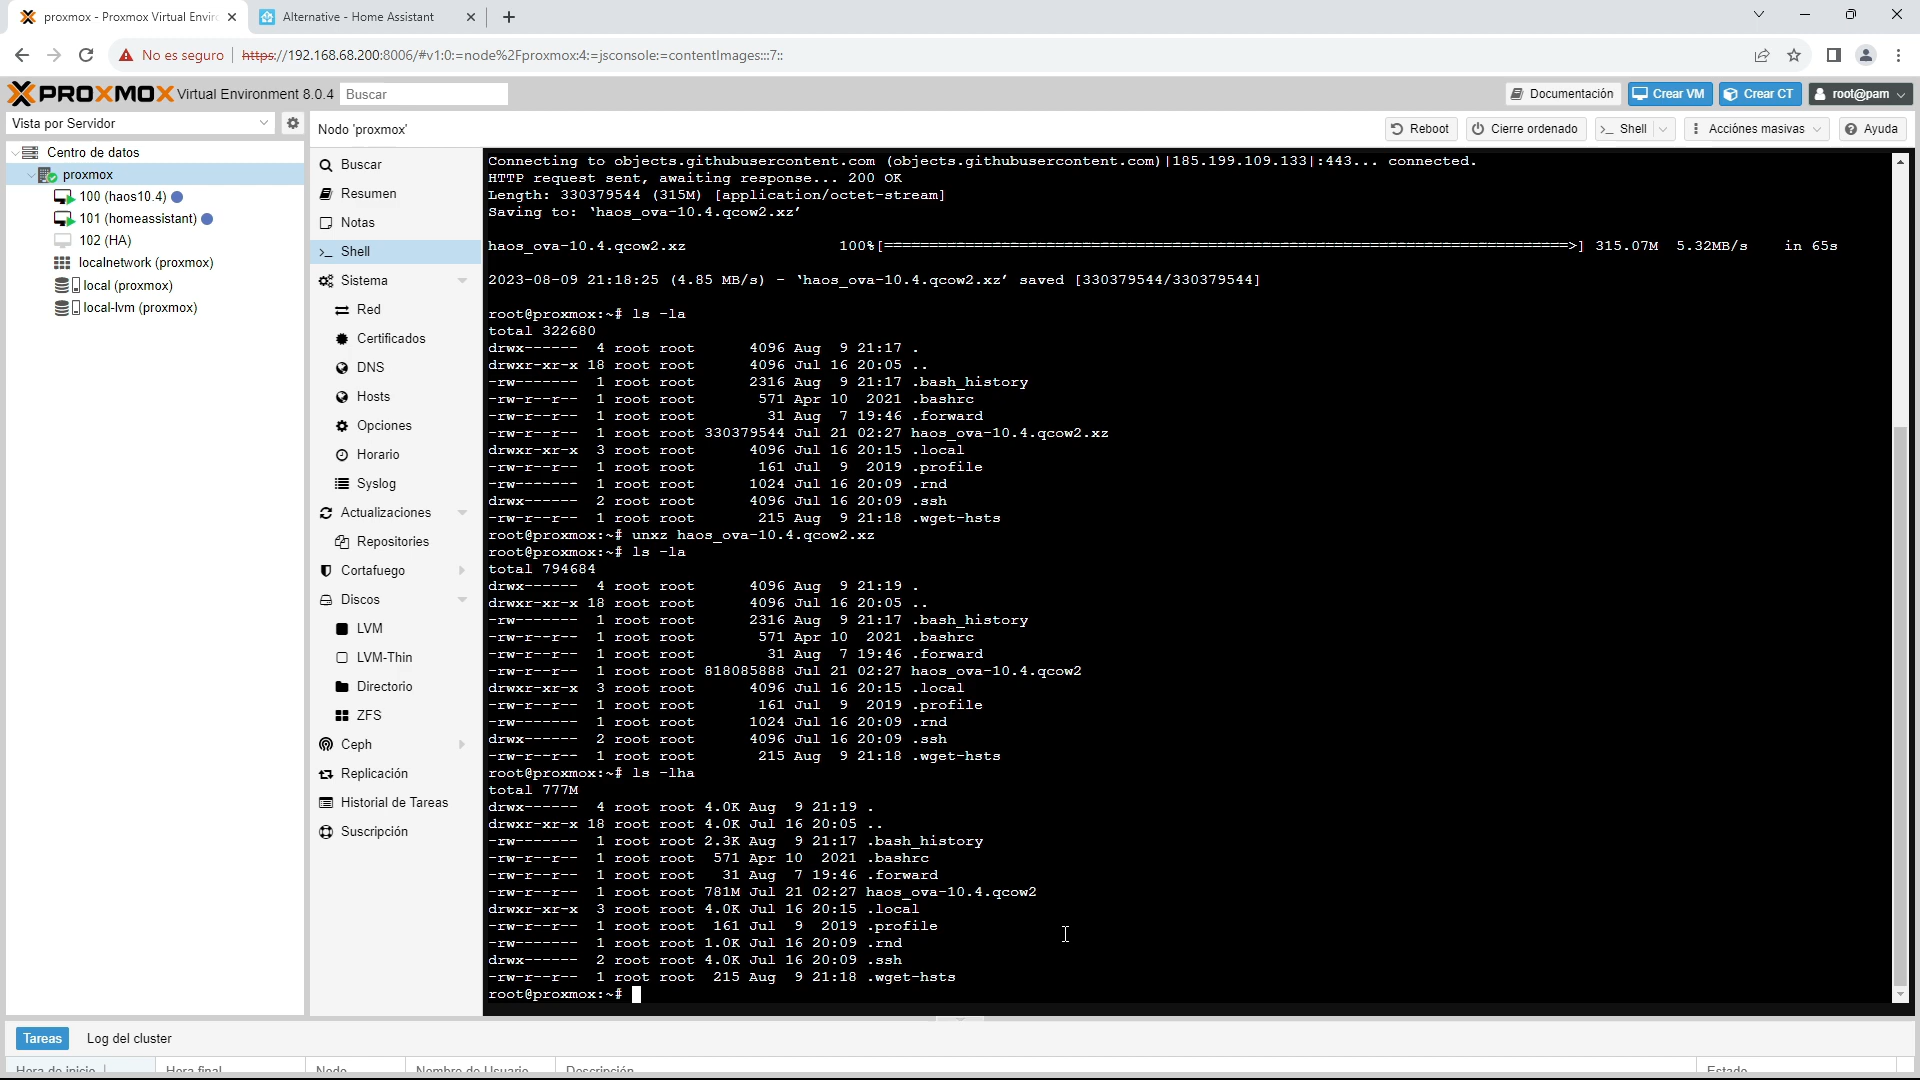 proxmox - Proxmox Virtual Envir
Alternative - Home Assistant
No es seguro
https://192.168.68.200:8006/#v1:0:=node%2Fproxmox:4:=jsconsole:=contentImages:::7::
PROXMOX Virtual Environment 8.0.4
Buscar
Documentación
Crear VM
Crear CT
root@pam
Vista por Servidor
Nodo 'proxmox'
Reboot
Cierre ordenado
Shell
Acciónes masivas
Ayuda
Centro de datos
proxmox
100 (haos10.4)
101 (homeassistant)
102 (HA)
localnetwork (proxmox)
local (proxmox)
local-lvm (proxmox)
Buscar
Resumen
Notas
Shell
Sistema
Red
Certificados
DNS
Hosts
Opciones
Horario
Syslog
Actualizaciones
Repositories
Cortafuego
Discos
LVM
LVM-Thin
Directorio
ZFS
Ceph
Replicación
Historial de Tareas
Suscripción
Connecting to objects.githubusercontent.com (objects.githubusercontent.com)|185.199.109.133|:443... connected.
HTTP request sent, awaiting response... 200 OK
Length: 330379544 (315M) [application/octet-stream]
Saving to: ‘haos_ova-10.4.qcow2.xz’
haos_ova-10.4.qcow2.xz 100%[==============================================================================>] 315.07M 5.32MB/s in 65s
2023-08-09 21:18:25 (4.85 MB/s) - ‘haos_ova-10.4.qcow2.xz’ saved [330379544/330379544]
root@proxmox:~# ls -la
total 322680
drwx------ 4 root root 4096 Aug 9 21:17 .
drwxr-xr-x 18 root root 4096 Jul 16 20:05 ..
-rw------- 1 root root 2316 Aug 9 21:17 .bash_history
-rw-r--r-- 1 root root 571 Apr 10 2021 .bashrc
-rw-r--r-- 1 root root 31 Aug 7 19:46 .forward
-rw-r--r-- 1 root root 330379544 Jul 21 02:27 haos_ova-10.4.qcow2.xz
drwxr-xr-x 3 root root 4096 Jul 16 20:15 .local
-rw-r--r-- 1 root root 161 Jul 9 2019 .profile
-rw------- 1 root root 1024 Jul 16 20:09 .rnd
drwx------ 2 root root 4096 Jul 16 20:09 .ssh
-rw-r--r-- 1 root root 215 Aug 9 21:18 .wget-hsts
root@proxmox:~# unxz haos_ova-10.4.qcow2.xz
root@proxmox:~# ls -la
total 794684
drwx------ 4 root root 4096 Aug 9 21:19 .
drwxr-xr-x 18 root root 4096 Jul 16 20:05 ..
-rw------- 1 root root 2316 Aug 9 21:17 .bash_history
-rw-r--r-- 1 root root 571 Apr 10 2021 .bashrc
-rw-r--r-- 1 root root 31 Aug 7 19:46 .forward
-rw-r--r-- 1 root root 818085888 Jul 21 02:27 haos_ova-10.4.qcow2
drwxr-xr-x 3 root root 4096 Jul 16 20:15 .local
-rw-r--r-- 1 root root 161 Jul 9 2019 .profile
-rw------- 1 root root 1024 Jul 16 20:09 .rnd
drwx------ 2 root root 4096 Jul 16 20:09 .ssh
-rw-r--r-- 1 root root 215 Aug 9 21:18 .wget-hsts
root@proxmox:~# ls -lha
total 777M
drwx------ 4 root root 4.0K Aug 9 21:19 .
drwxr-xr-x 18 root root 4.0K Jul 16 20:05 ..
-rw------- 1 root root 2.3K Aug 9 21:17 .bash_history
-rw-r--r-- 1 root root 571 Apr 10 2021 .bashrc
-rw-r--r-- 1 root root 31 Aug 7 19:46 .forward
-rw-r--r-- 1 root root 781M Jul 21 02:27 haos_ova-10.4.qcow2
drwxr-xr-x 3 root root 4.0K Jul 16 20:15 .local
-rw-r--r-- 1 root root 161 Jul 9 2019 .profile
-rw------- 1 root root 1.0K Jul 16 20:09 .rnd
drwx------ 2 root root 4.0K Jul 16 20:09 .ssh
-rw-r--r-- 1 root root 215 Aug 9 21:18 .wget-hsts
root@proxmox:~#
Tareas
Log del cluster
Hora de inicio
Hora final
Nodo
Nombre de Usuario
Descripción
Estado